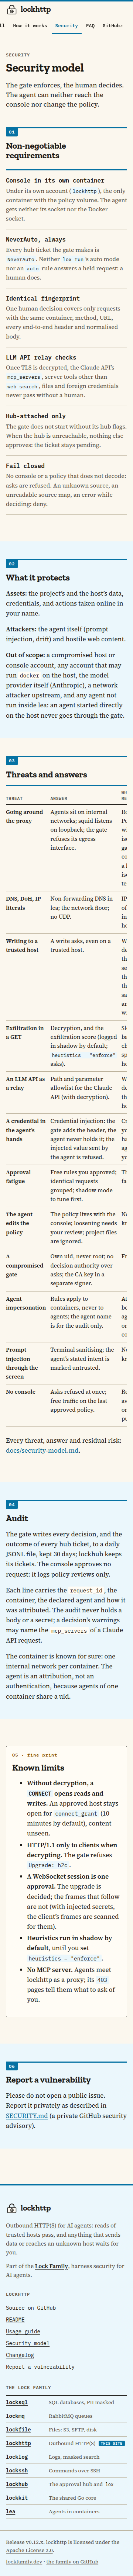 lockhttp
How it works Security FAQ GitHub
SECURITY
Security model
The gate enforces, the human decides.
The agent can neither reach the
console nor change the policy.
01
Non-negotiable
requirements
Console in its own container
Under its own account ( lockhttp ), the only
container with the policy volume. The agent
gets neither its socket nor the Docker
socket.
NeverAuto, always
Every hub ticket the gate makes is
NeverAuto . Neither los run 's auto mode
nor an auto rule answers a held request: a
human does.
Identical fingerprint
One human decision covers only requests
with the same container, method, URL,
every end-to-end header and normalised
body.
LLM API relay checks
Once TLS is decrypted, the Claude API's
mcp_servers , server tools other than
web_search , files and foreign credentials
never pass without a human.
Hub-attached only
The gate does not start without its hub flags.
When the hub is unreachable, nothing else
approves: the ticket stays pending.
Fail closed
No console or a policy that does not decode:
asks are refused. An unknown source, an
unreadable source map, an error while
deciding: deny.
02
What it protects
Assets: the project's and the host's data,
credentials, and actions taken online in
your name.
Attackers: the agent itself (prompt
injection, drift) and hostile web content.
Out of scope: a compromised host or
console account, any account that may
run docker on the host, your model
provider itself (Anthropic), a network
attacker upstream, and any agent not
run inside lea: an agent started directly
on the host never goes through the gate.
03
Threats and answers
THREAT ANSWER
Going around the proxy
Agents sit on internal networks; squid listens on loopback; the gate refuses its egress interface.
DNS, DoH, IP literals
Non-forwarding DNS in lea; the network floor; no UDP.
Writing to a trusted host
A write asks, even on a trusted host.
Exfiltration in a GET
Decryption, and the exfiltration score (logged in shadow by default; heuristics = "enforce" asks).
An LLM API as a relay
Path and parameter allowlist for the Claude API (with decryption).
A credential in the agent's hands
Credential injection: the gate adds the header, the agent never holds it; the injected value sent by the agent is refused.
Approval fatigue
Free rules you approved; identical requests grouped; shadow mode to tune first.
The agent edits the policy
The policy lives with the console; loosening needs your review; project files are ignored.
A compromised gate
Own uid, never root; no decision authority over asks; the CA key in a separate signer.
Agent impersonation
Rules apply to containers, never to agents; the agent name is for the audit only.
Prompt injection through the screen
Terminal sanitising; the agent's stated intent is marked untrusted.
No console
Asks refused at once; free traffic on the last approved policy.
Every threat, answer and residual risk:
docs/security-model.md.
04
Audit
The gate writes every decision, and the
outcome of every hub ticket, to a daily
JSONL file, kept 30 days; lockhub keeps
its tickets. The console approves no
request: it logs policy reviews only.
Each line carries the request_id , the
container, the declared agent and how it
was attributed. The audit never holds a
body or a secret; a decision's warnings
may name the mcp_servers of a Claude
API request.
The container is known for sure: one
internal network per container. The
agent is an attribution, not an
authentication, because agents of one
container share a uid.
05 · Fine print
Known limits
Without decryption, a
CONNECT opens reads and
writes. An approved host stays
open for connect_grant (10
minutes by default), content
unseen.
HTTP/1.1 only to clients when
decrypting. The gate refuses
Upgrade: h2c .
A WebSocket session is one
approval. The upgrade is
decided; the frames that follow
are not (with injected secrets,
the client's frames are scanned
for them).
Heuristics run in shadow by
default, until you set
heuristics = "enforce" .
No MCP server. Agents meet
lockhttp as a proxy; its 403
pages tell them what to ask of
you.
06
Report a vulnerability
Please do not open a public issue.
Report it privately as described in
SECURITY.md (a private GitHub security
advisory).
lockhttp
Outbound HTTP(S) for AI agents: reads of
trusted hosts pass, and anything that sends
data or reaches an unknown host waits for
you.
Part of the Lock Family, harness security for
AI agents.
LOCKHTTP
Source on GitHub
README
Usage guide
Security model
Changelog
Report a vulnerability
THE LOCK FAMILY
locksql SQL databases, PII masked
lockmq RabbitMQ queues
lockfile Files: S3, SFTP, disk
lockhttp Outbound HTTP(S) THIS SITE
locklog Logs, masked search
lockssh Commands over SSH
lockhub The approval hub and los
lockkit The shared Go core
lea Agents in containers
Release v0.12.x. lockhttp is licensed under the
Apache License 2.0.
lockfamily.dev · the family on GitHub